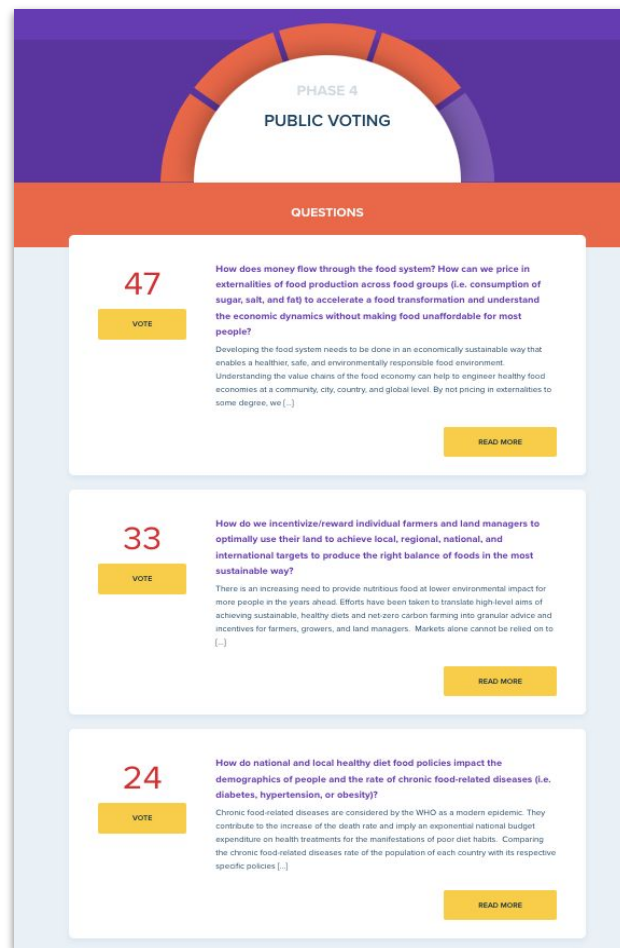 PHASE 4
PUBLIC VOTING
QUESTIONS
47
VOTE
How does money flow through the food system? How can we price in
externalities of food production across food groups (i.e. consumption of
sugar, salt, and fat) to accelerate a food transformation and understand
the economic dynamics without making food unaffordable for most
people?
Developing the food system needs to be done in an economically sustainable way that
enables a healthier, safe, and environmentally responsible food environment.
Understanding the value chains of the food economy can help to engineer healthy food
economies at a community, city, country, and global level. By not pricing in externalities to
some degree, we [...]
READ MORE
33
VOTE
How do we incentivize/reward individual farmers and land managers to
optimally use their land to achieve local, regional, national, and
international targets to produce the right balance of foods in the most
sustainable way?
There is an increasing need to provide nutritious food at lower environmental impact for
more people in the years ahead. Efforts have been taken to translate high-level aims of
achieving sustainable, healthy diets and net-zero carbon farming into granular advice and
incentives for farmers, growers, and land managers.  Markets alone cannot be relied on to
[...]
READ MORE
24
VOTE
How do national and local healthy diet food policies impact the
demographics of people and the rate of chronic food-related diseases (i.e.
diabetes, hypertension, or obesity)?
Chronic food-related diseases are considered by the WHO as a modern epidemic. They
contribute to the increase of the death rate and imply an exponential national budget
expenditure on health treatments for the manifestations of poor diet habits.  Comparing
the chronic food-related diseases rate of the population of each country with its respective
specific policies [...]
READ MORE